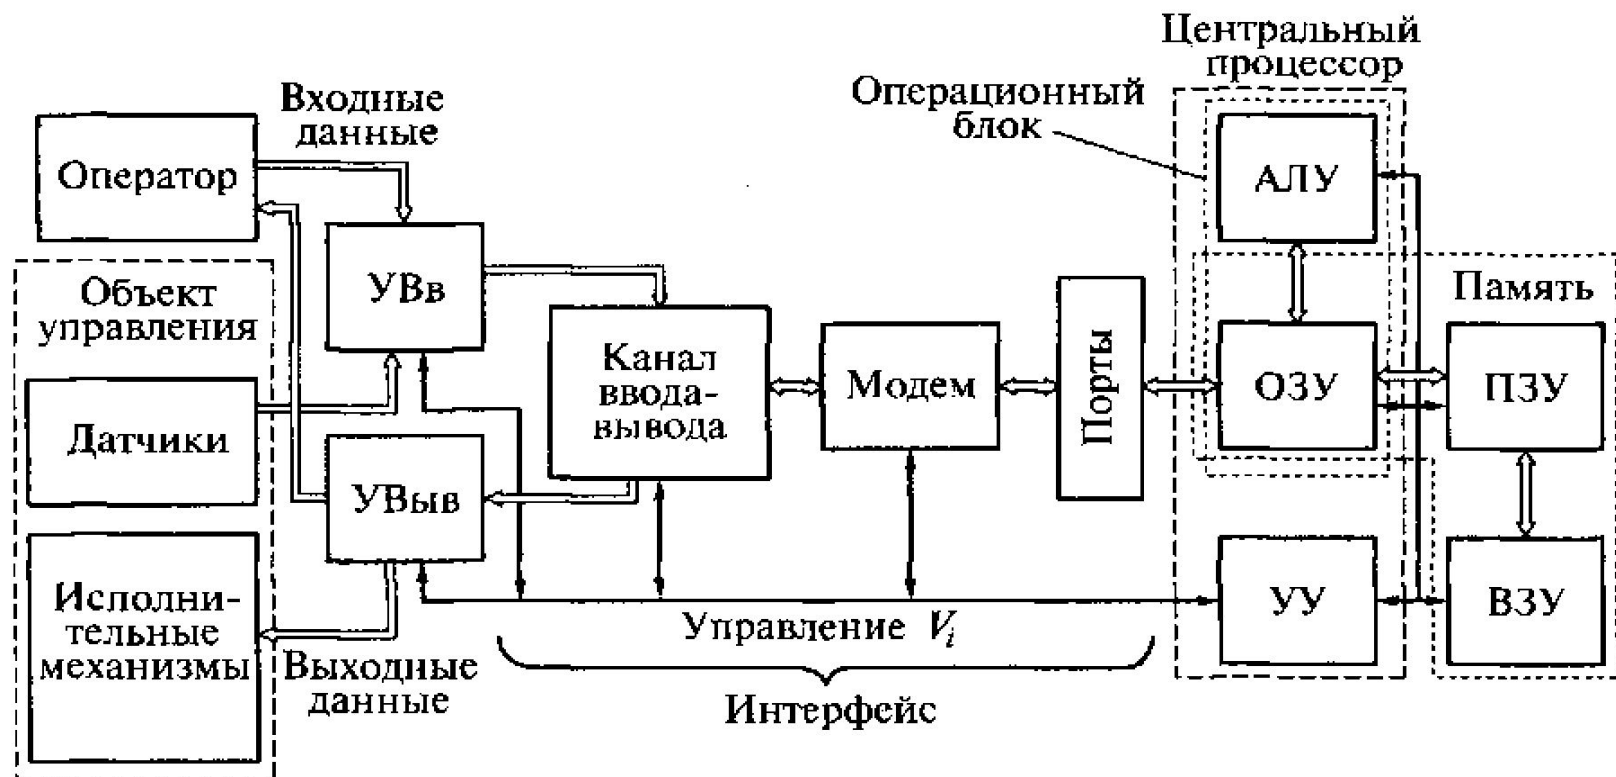 Центральный
процессор
Операционный
блок
Входные
данные
Оператор
АЛУ
УВв
Объект
управления
Память
Канал
ввода-
вывода
Модем
Порты
ОЗУ
ПЗУ
Датчики
УВыв
Исполни-
тельные
механизмы
УУ
ВЗУ
Управление Vi
Выходные
данные
Интерфейс